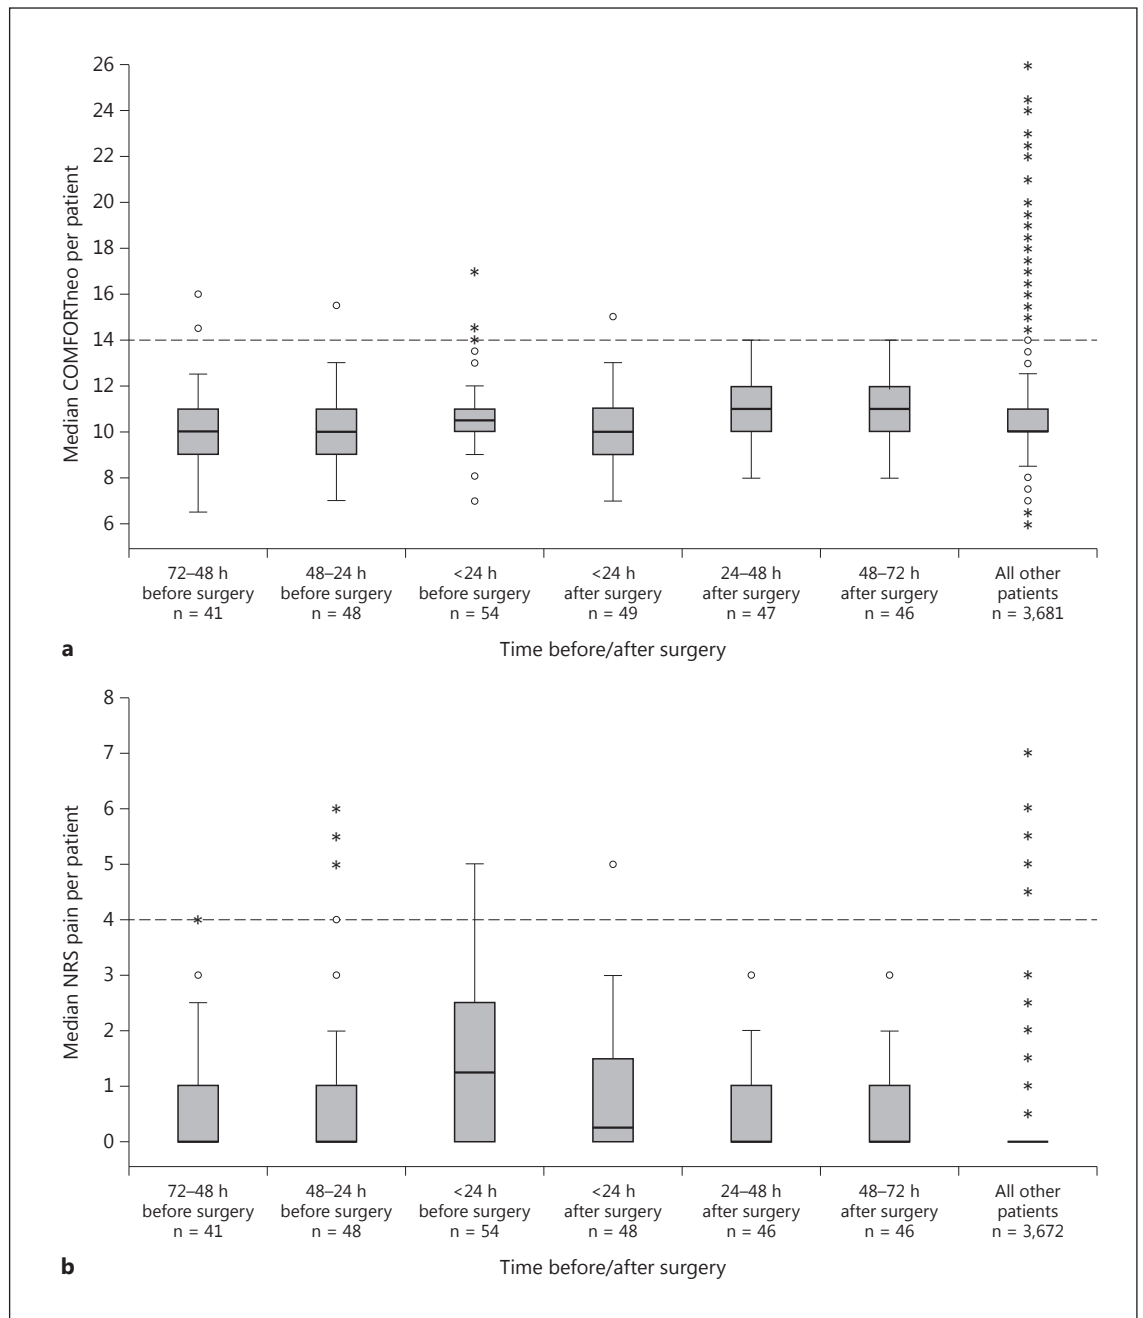 Median COMFORTneo per patient
26
24
22
20
18
16
14
12
10
8
6
72–48 h
before surgery
n = 41
48–24 h
before surgery
n = 48
<24 h
before surgery
n = 54
<24 h
after surgery
n = 49
24–48 h
after surgery
n = 47
48–72 h
after surgery
n = 46
All other
patients
n = 3,681
a
Time before/after surgery
Median NRS pain per patient
8
7
6
5
4
3
2
1
0
72–48 h
before surgery
n = 41
48–24 h
before surgery
n = 48
<24 h
before surgery
n = 54
<24 h
after surgery
n = 48
24–48 h
after surgery
n = 46
48–72 h
after surgery
n = 46
All other
patients
n = 3,672
b
Time before/after surgery